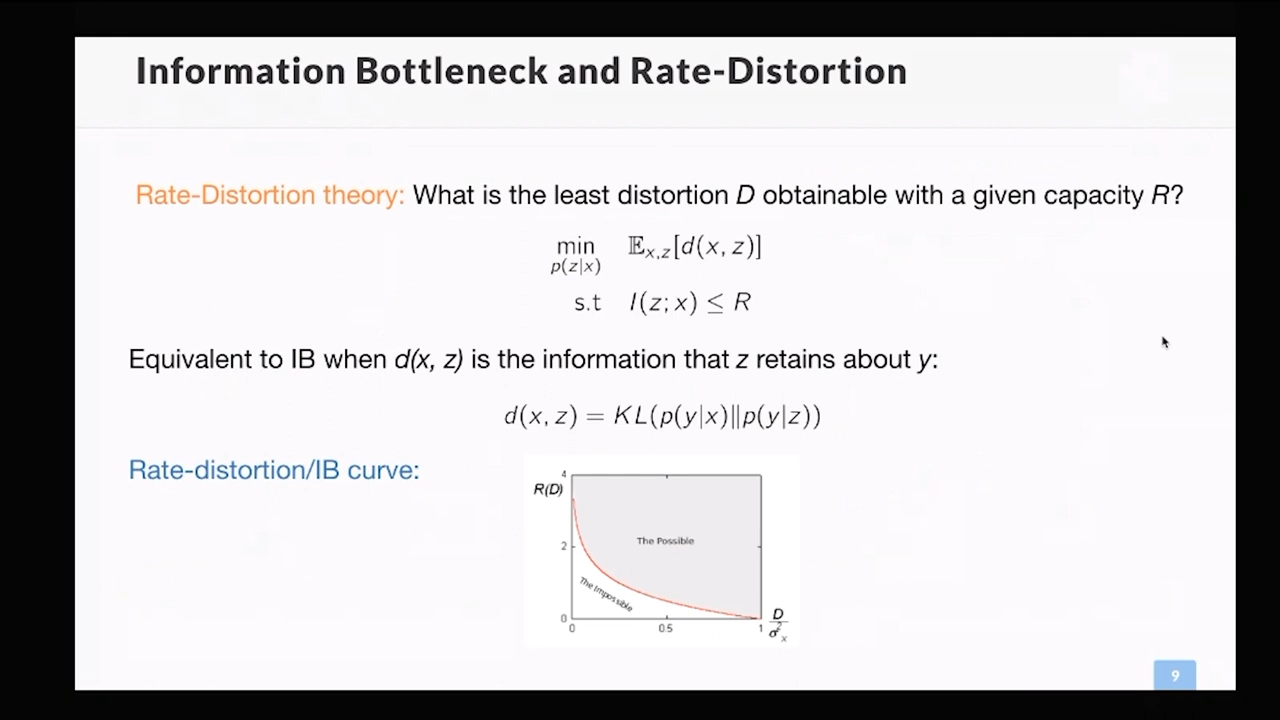 Information Bottleneck and Rate-Distortion
Rate-Distortion theory: What is the least distortion D obtainable with a given capacity R?
min 𝔼x,z[d(x, z)]
p(z|x)
s.t I(z; x) ≤ R
Equivalent to IB when d(x, z) is the information that z retains about y:
d(x, z) = KL(p(y|x)||p(y|z))
Rate-distortion/IB curve:
4
R(D)
The Possible
2
The Impossible
0
0 0.5 1
D
σ²x
9